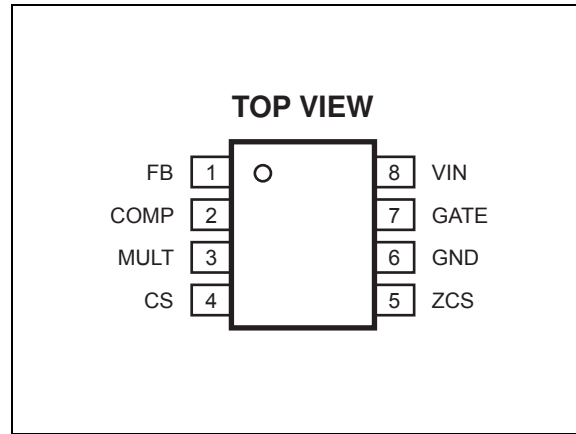 TOP VIEW
FB 1 8 VIN
COMP 2 7 GATE
MULT 3 6 GND
CS 4 5 ZCS